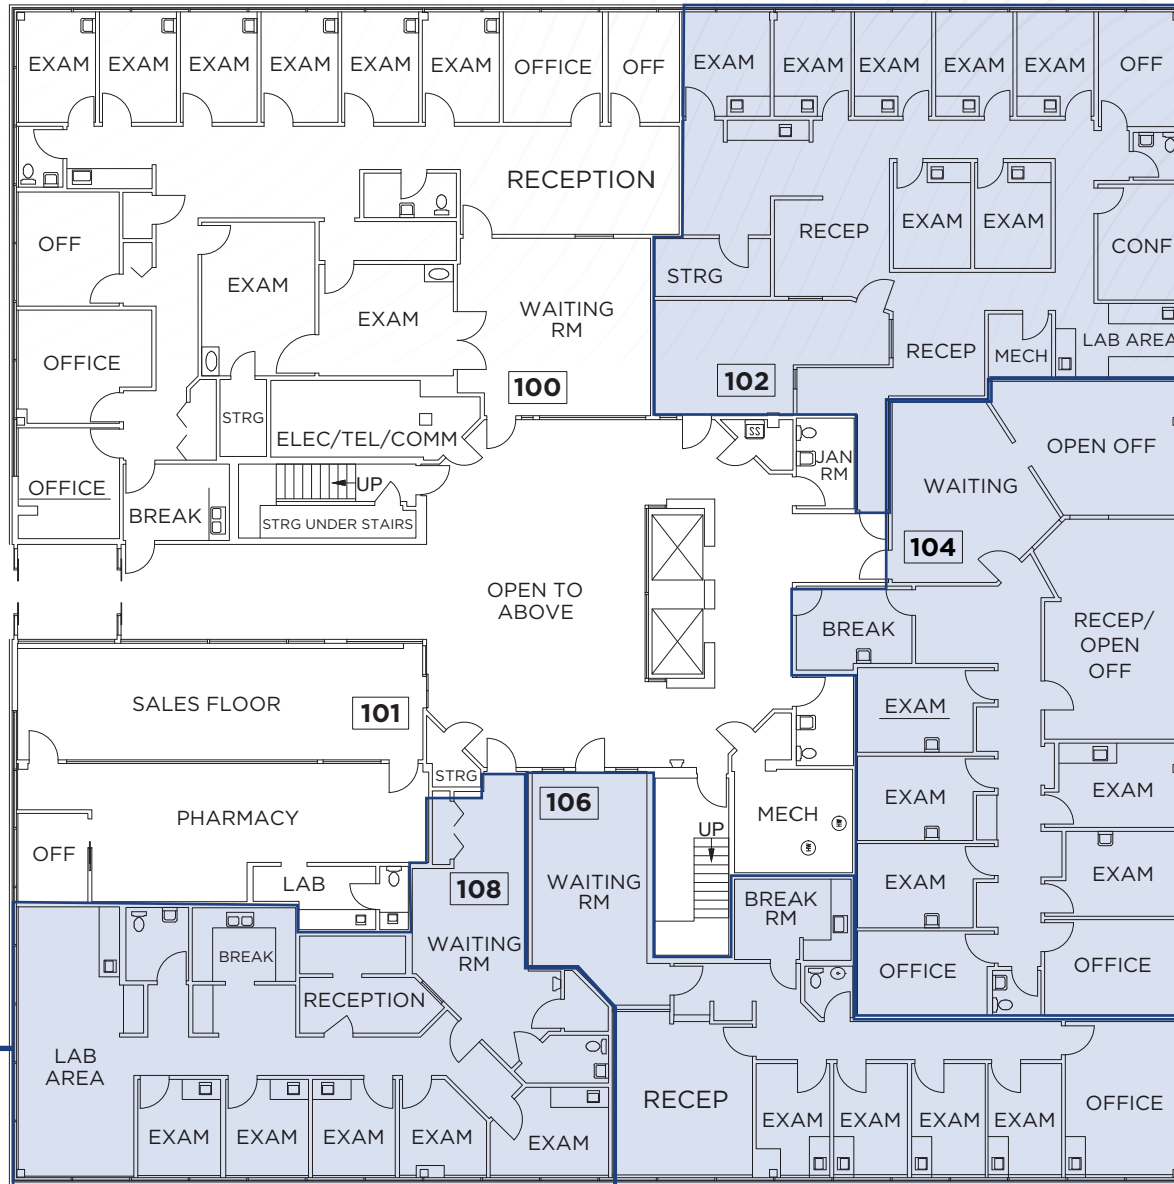 EXAM
EXAM
EXAM
EXAM
EXAM
EXAM
OFFICE
OFF
EXAM
EXAM
EXAM
EXAM
EXAM
OFF
RECEPTION
RECEP
EXAM
EXAM
CONF
OFF
EXAM
STRG
EXAM
WAITING
RM
OFFICE
100
102
RECEP
MECH
LAB AREA
STRG
ELEC/TEL/COMM
SS
JAN
RM
OPEN OFF
OFFICE
UP
BREAK
STRG UNDER STAIRS
WAITING
104
OPEN TO
ABOVE
BREAK
RECEP/
OPEN
OFF
SALES FLOOR
101
EXAM
STRG
106
EXAM
EXAM
PHARMACY
MECH
UP
OFF
LAB
108
WAITING
RM
BREAK
RM
EXAM
EXAM
WAITING
RM
BREAK
OFFICE
OFFICE
RECEPTION
LAB
AREA
RECEP
OFFICE
EXAM
EXAM
EXAM
EXAM
EXAM
EXAM
EXAM
EXAM
EXAM